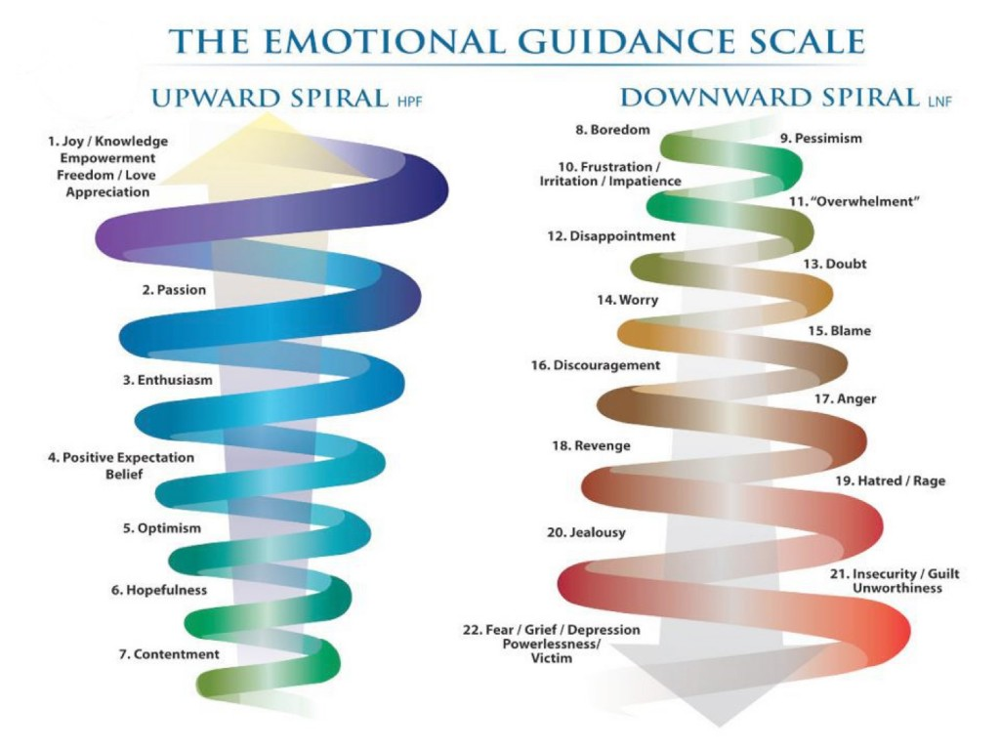 THE EMOTIONAL GUIDANCE SCALE
UPWARD SPIRAL HPF
1. Joy / Knowledge
Empowerment
Freedom / Love
Appreciation
2. Passion
3. Enthusiasm
4. Positive Expectation
Belief
5. Optimism
6. Hopefulness
7. Contentment
DOWNWARD SPIRAL LNF
8. Boredom
9. Pessimism
10. Frustration /
Irritation / Impatience
11. “Overwhelment”
12. Disappointment
13. Doubt
14. Worry
15. Blame
16. Discouragement
17. Anger
18. Revenge
19. Hatred / Rage
20. Jealousy
21. Insecurity / Guilt
Unworthiness
22. Fear / Grief / Depression
Powerlessness/
Victim